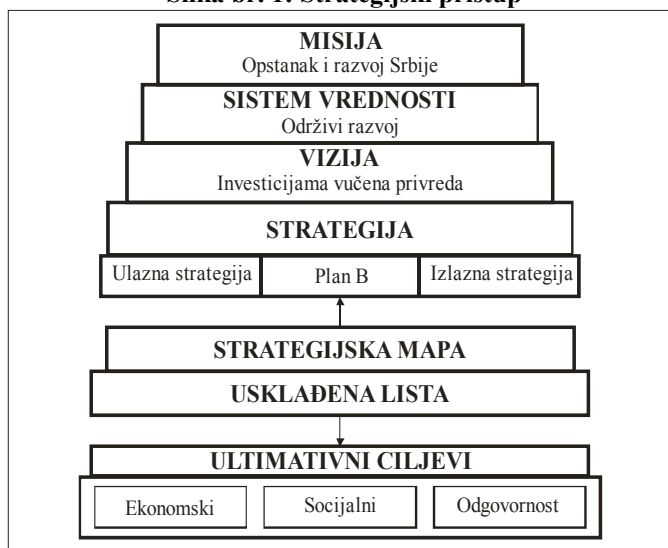 Slika br. 1: Strategijski pristup
MISIJA
Opstanak i razvoj Srbije
SISTEM VREDNOSTI
Održivi razvoj
VIZIJA
Investicijama vučena privreda
STRATEGIJA
Ulazna strategija
Plan B
Izlazna strategija
STRATEGIJSKA MAPA
USKLAĐENA LISTA
ULTIMATIVNI CILJEVI
Ekonomski
Socijalni
Odgovornost